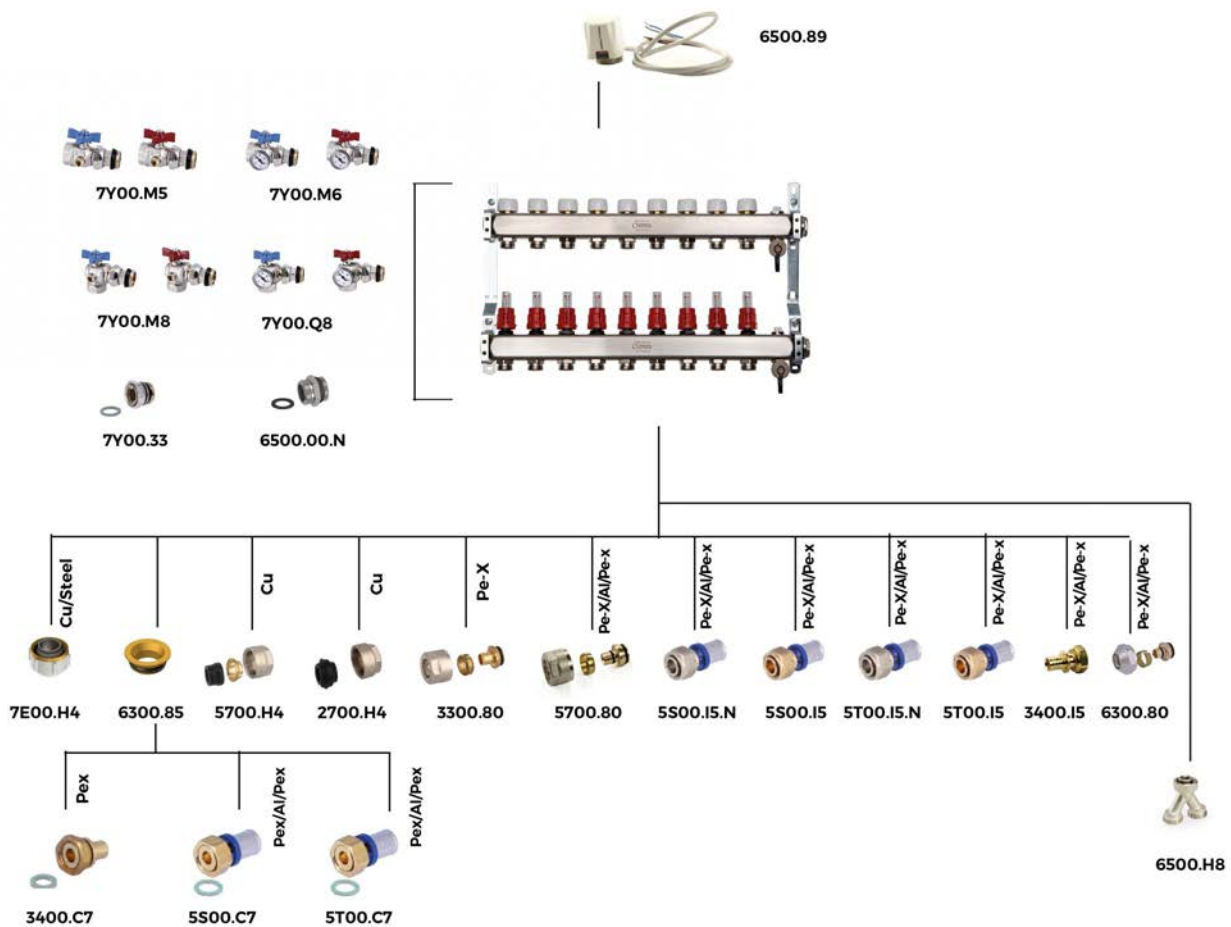 6500.89
7Y00.M5
7Y00.M6
7Y00.M8
7Y00.Q8
7Y00.33
6500.00.N
Cu/Steel
Cu
Cu
Pe-X
Pe-X/Al/Pe-x
Pe-X/Al/Pe-x
Pe-X/Al/Pe-x
Pe-X/Al/Pe-x
Pe-X/Al/Pe-x
Pe-X/Al/Pe-x
Pe-X/Al/Pe-x
7E00.H4
6300.85
5700.H4
2700.H4
3300.80
5700.80
5S00.I5.N
5S00.I5
5T00.I5.N
5T00.I5
3400.I5
6300.80
Pex
Pex/Al/Pex
Pex/Al/Pex
6500.H8
3400.C7
5S00.C7
5T00.C7